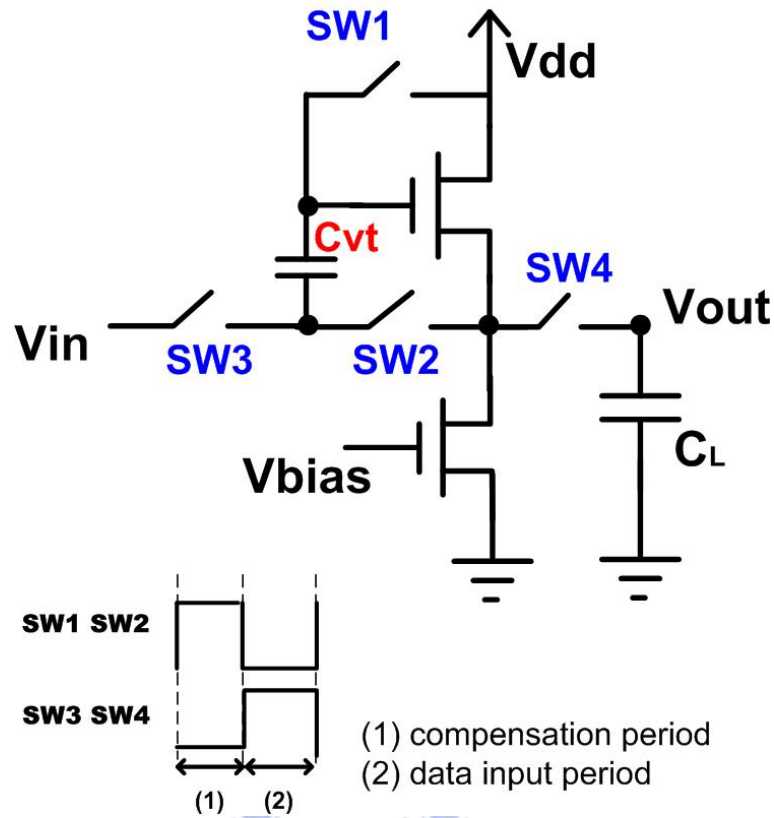 SW1
Vdd
Cvt
SW4
Vin
SW3
SW2
Vout
Vbias
CL
SW1 SW2
SW3 SW4
(1) compensation period
(2) data input period
(1) (2)